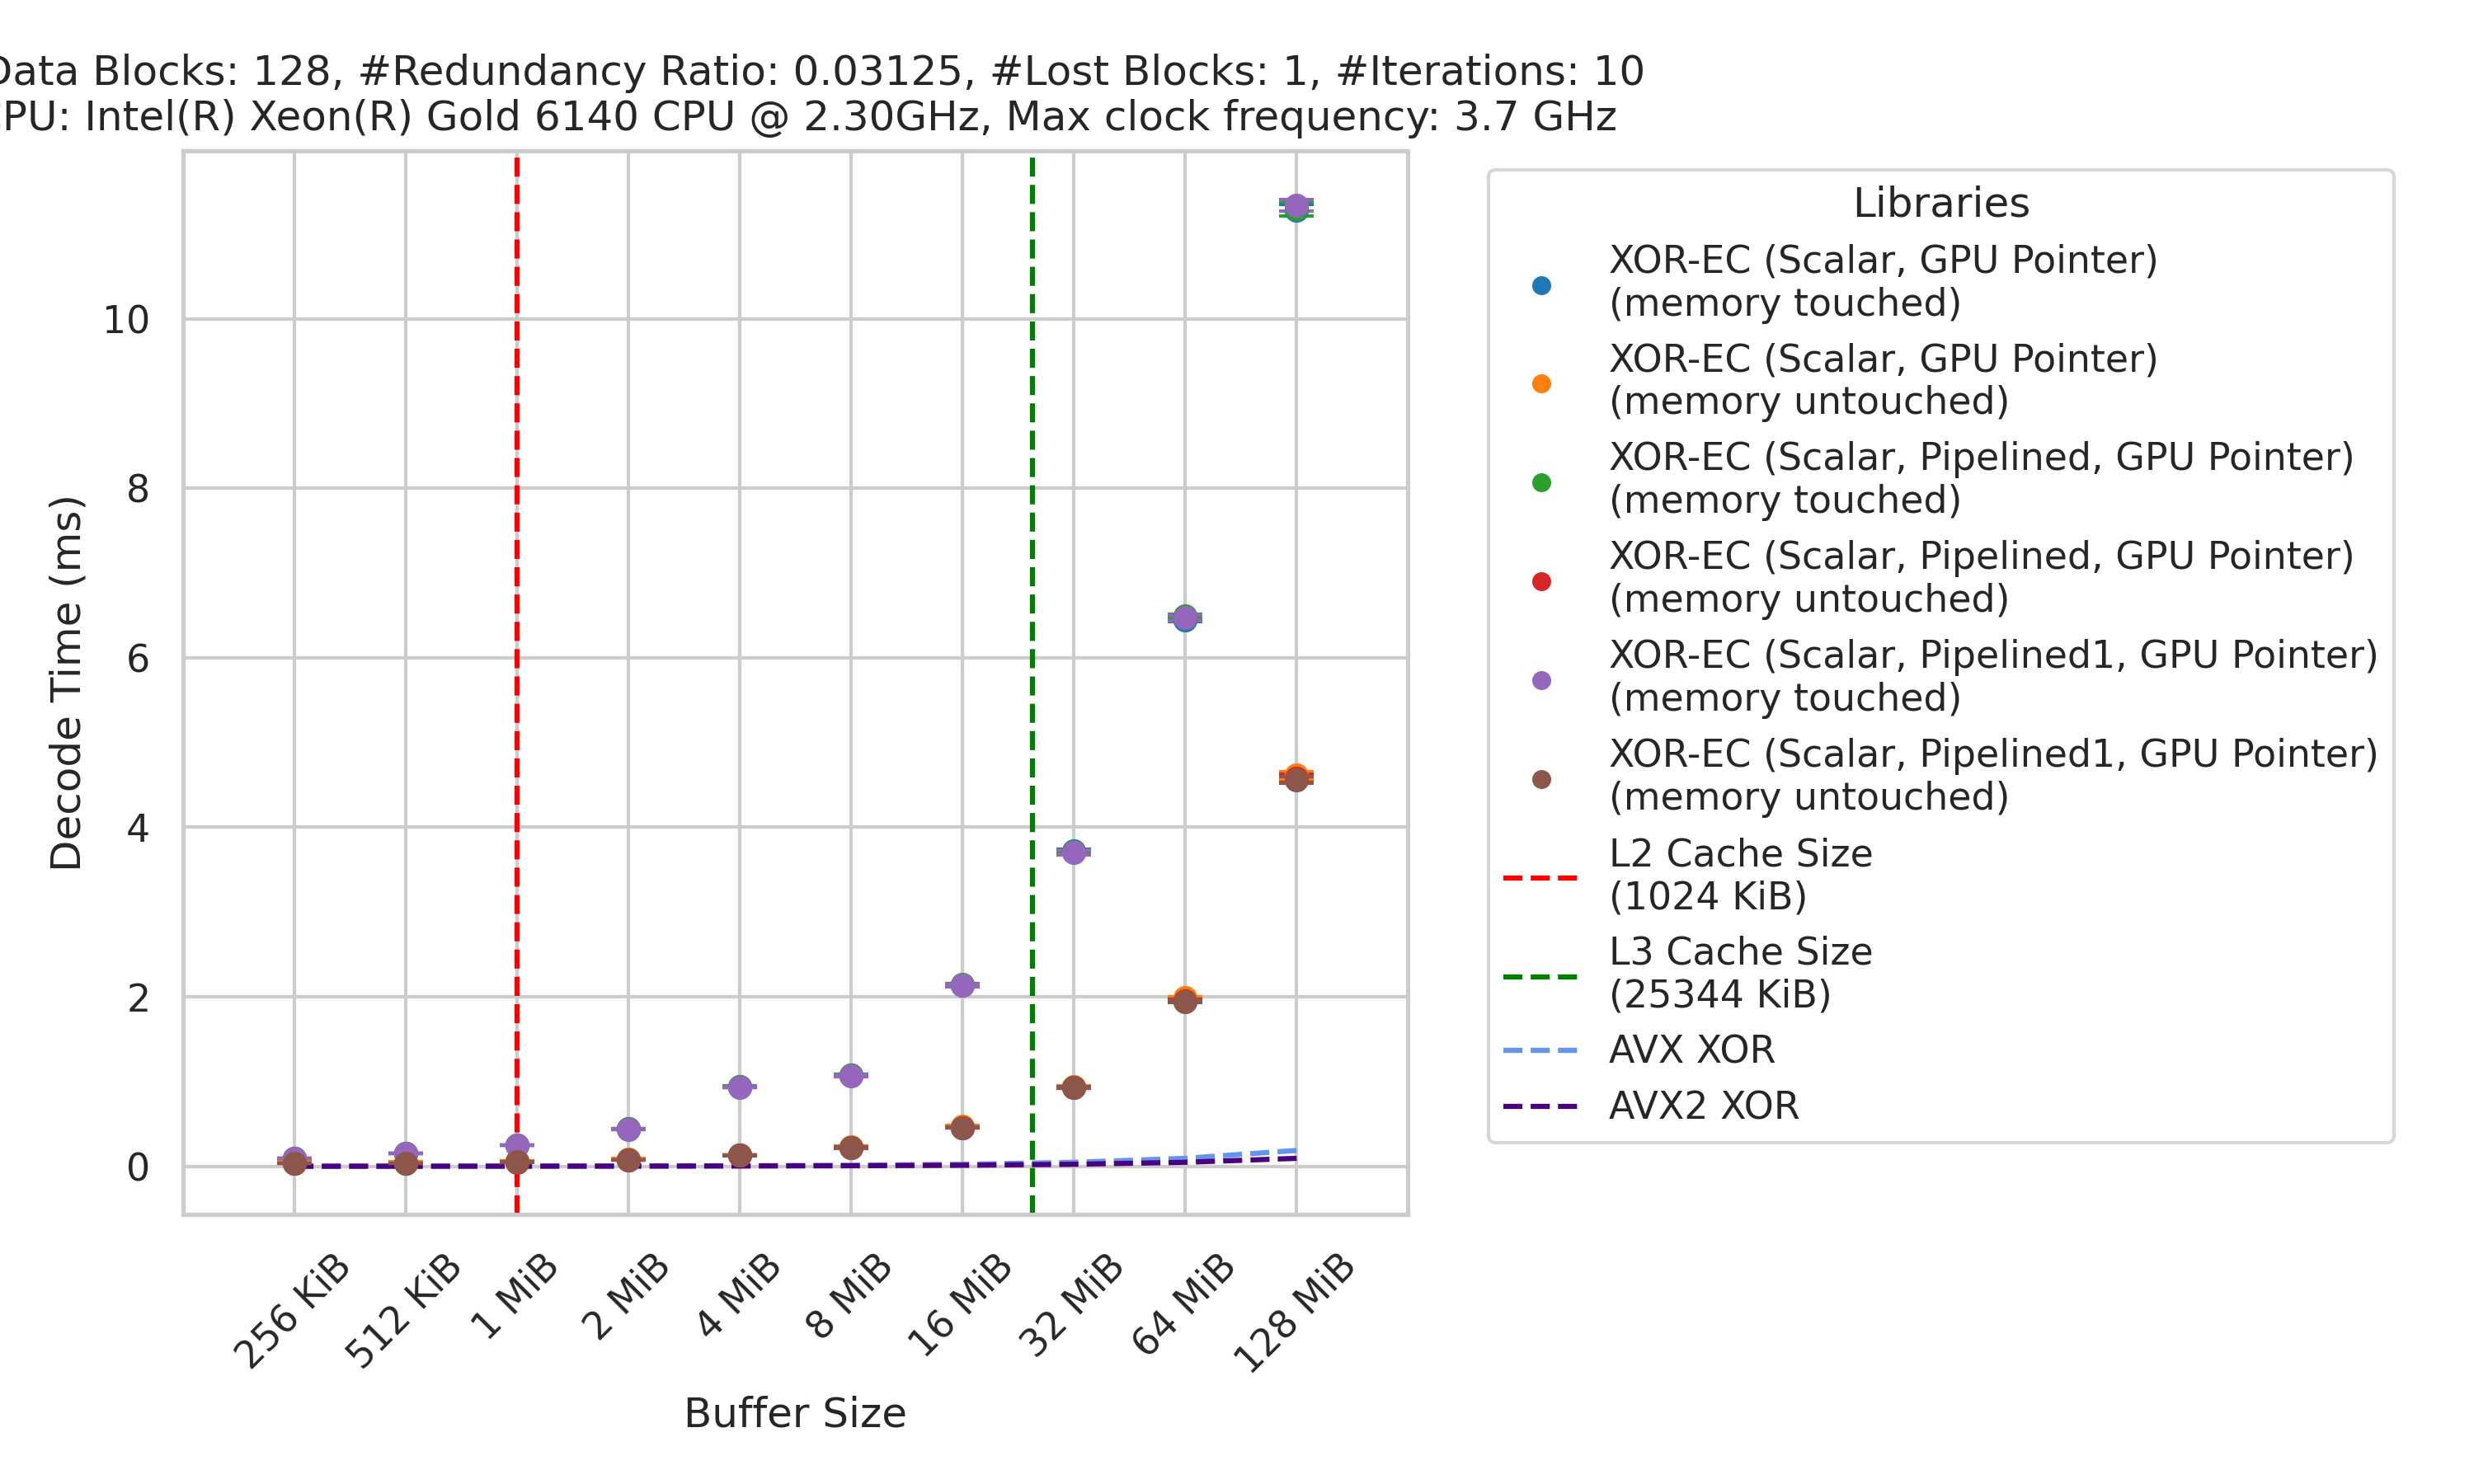 Data Blocks: 128, #Redundancy Ratio: 0.03125, #Lost Blocks: 1, #Iterations: 10
PU: Intel(R) Xeon(R) Gold 6140 CPU @ 2.30GHz, Max clock frequency: 3.7 GHz
Decode Time (ms)
10
8
6
4
2
0
256 KiB
512 KiB
1 MiB
2 MiB
4 MiB
8 MiB
16 MiB
32 MiB
64 MiB
128 MiB
Buffer Size
Libraries
XOR-EC (Scalar, GPU Pointer)
(memory touched)
XOR-EC (Scalar, GPU Pointer)
(memory untouched)
XOR-EC (Scalar, Pipelined, GPU Pointer)
(memory touched)
XOR-EC (Scalar, Pipelined, GPU Pointer)
(memory untouched)
XOR-EC (Scalar, Pipelined1, GPU Pointer)
(memory touched)
XOR-EC (Scalar, Pipelined1, GPU Pointer)
(memory untouched)
L2 Cache Size
(1024 KiB)
L3 Cache Size
(25344 KiB)
AVX XOR
AVX2 XOR